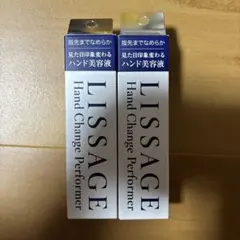 指先までなめらか
見た目印象変わる
ハンド美容液
LISSAGE
Hand Change Performer
指先までなめらか
見た目印象変わる
ハンド美容液
LISSAGE
Hand Change Performer